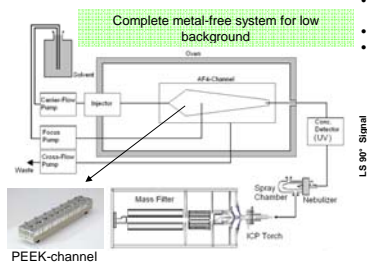 Complete metal-free system for low
background
Oven
AF4-Channel
Solvent
Carrier-Flow
Pump
Injector
Focus
Pump
Cross-Flow
Pump
Waste
Conc.
Detector
(UV)
LS 90° Signal
Spray
Chamber
Nebulizer
Mass Filter
ICP Torch
PEEK-channel